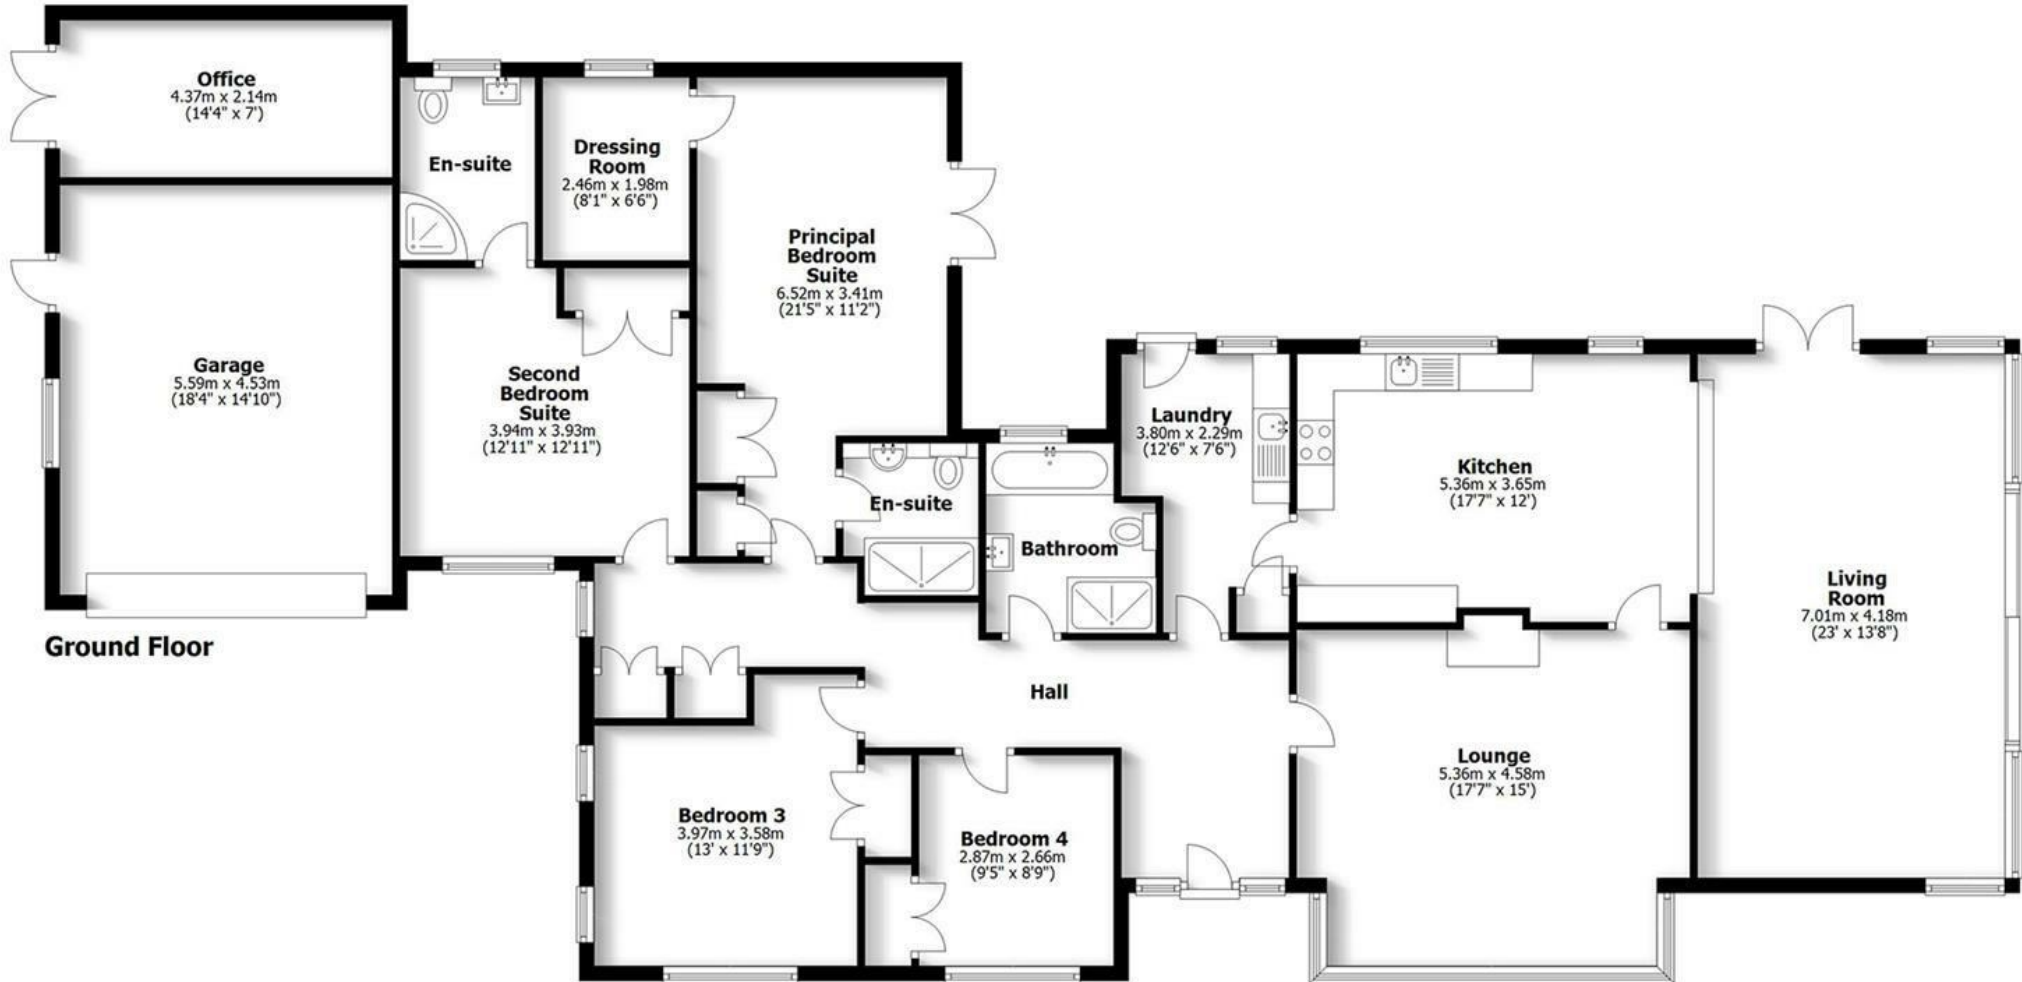 Office
4.37m x 2.14m
(14'4" x 7')
En-suite
Dressing
Room
2.46m x 1.98m
(8'1" x 6'6")
Principal
Bedroom
Suite
6.52m x 3.41m
(21'5" x 11'2")
Garage
5.59m x 4.53m
(18'4" x 14'10")
Second
Bedroom
Suite
3.94m x 3.93m
(12'11" x 12'11")
Laundry
3.80m x 2.29m
(12'6" x 7'6")
Kitchen
5.36m x 3.65m
(17'7" x 12')
En-suite
Bathroom
Living
Room
7.01m x 4.18m
(23' x 13'8")
Ground Floor
Hall
Lounge
5.36m x 4.58m
(17'7" x 15')
Bedroom 3
3.97m x 3.58m
(13' x 11'9")
Bedroom 4
2.87m x 2.66m
(9'5" x 8'9")